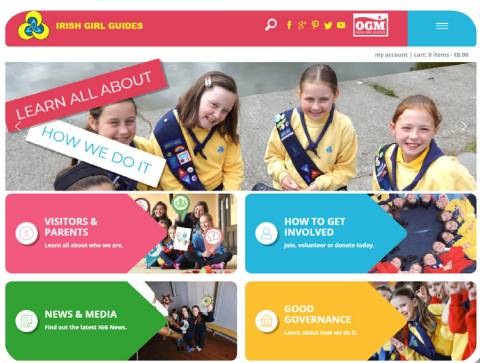 IRISH GIRL GUIDES
OGM
my account | cart: 0 items - €0.00
LEARN ALL ABOUT
HOW WE DO IT
VISITORS &
PARENTS
Learn all about who we are.
HOW TO GET
INVOLVED
Join, volunteer or donate today.
NEWS & MEDIA
Find out the latest IGG News.
GOOD
GOVERNANCE
Learn about how we do it.